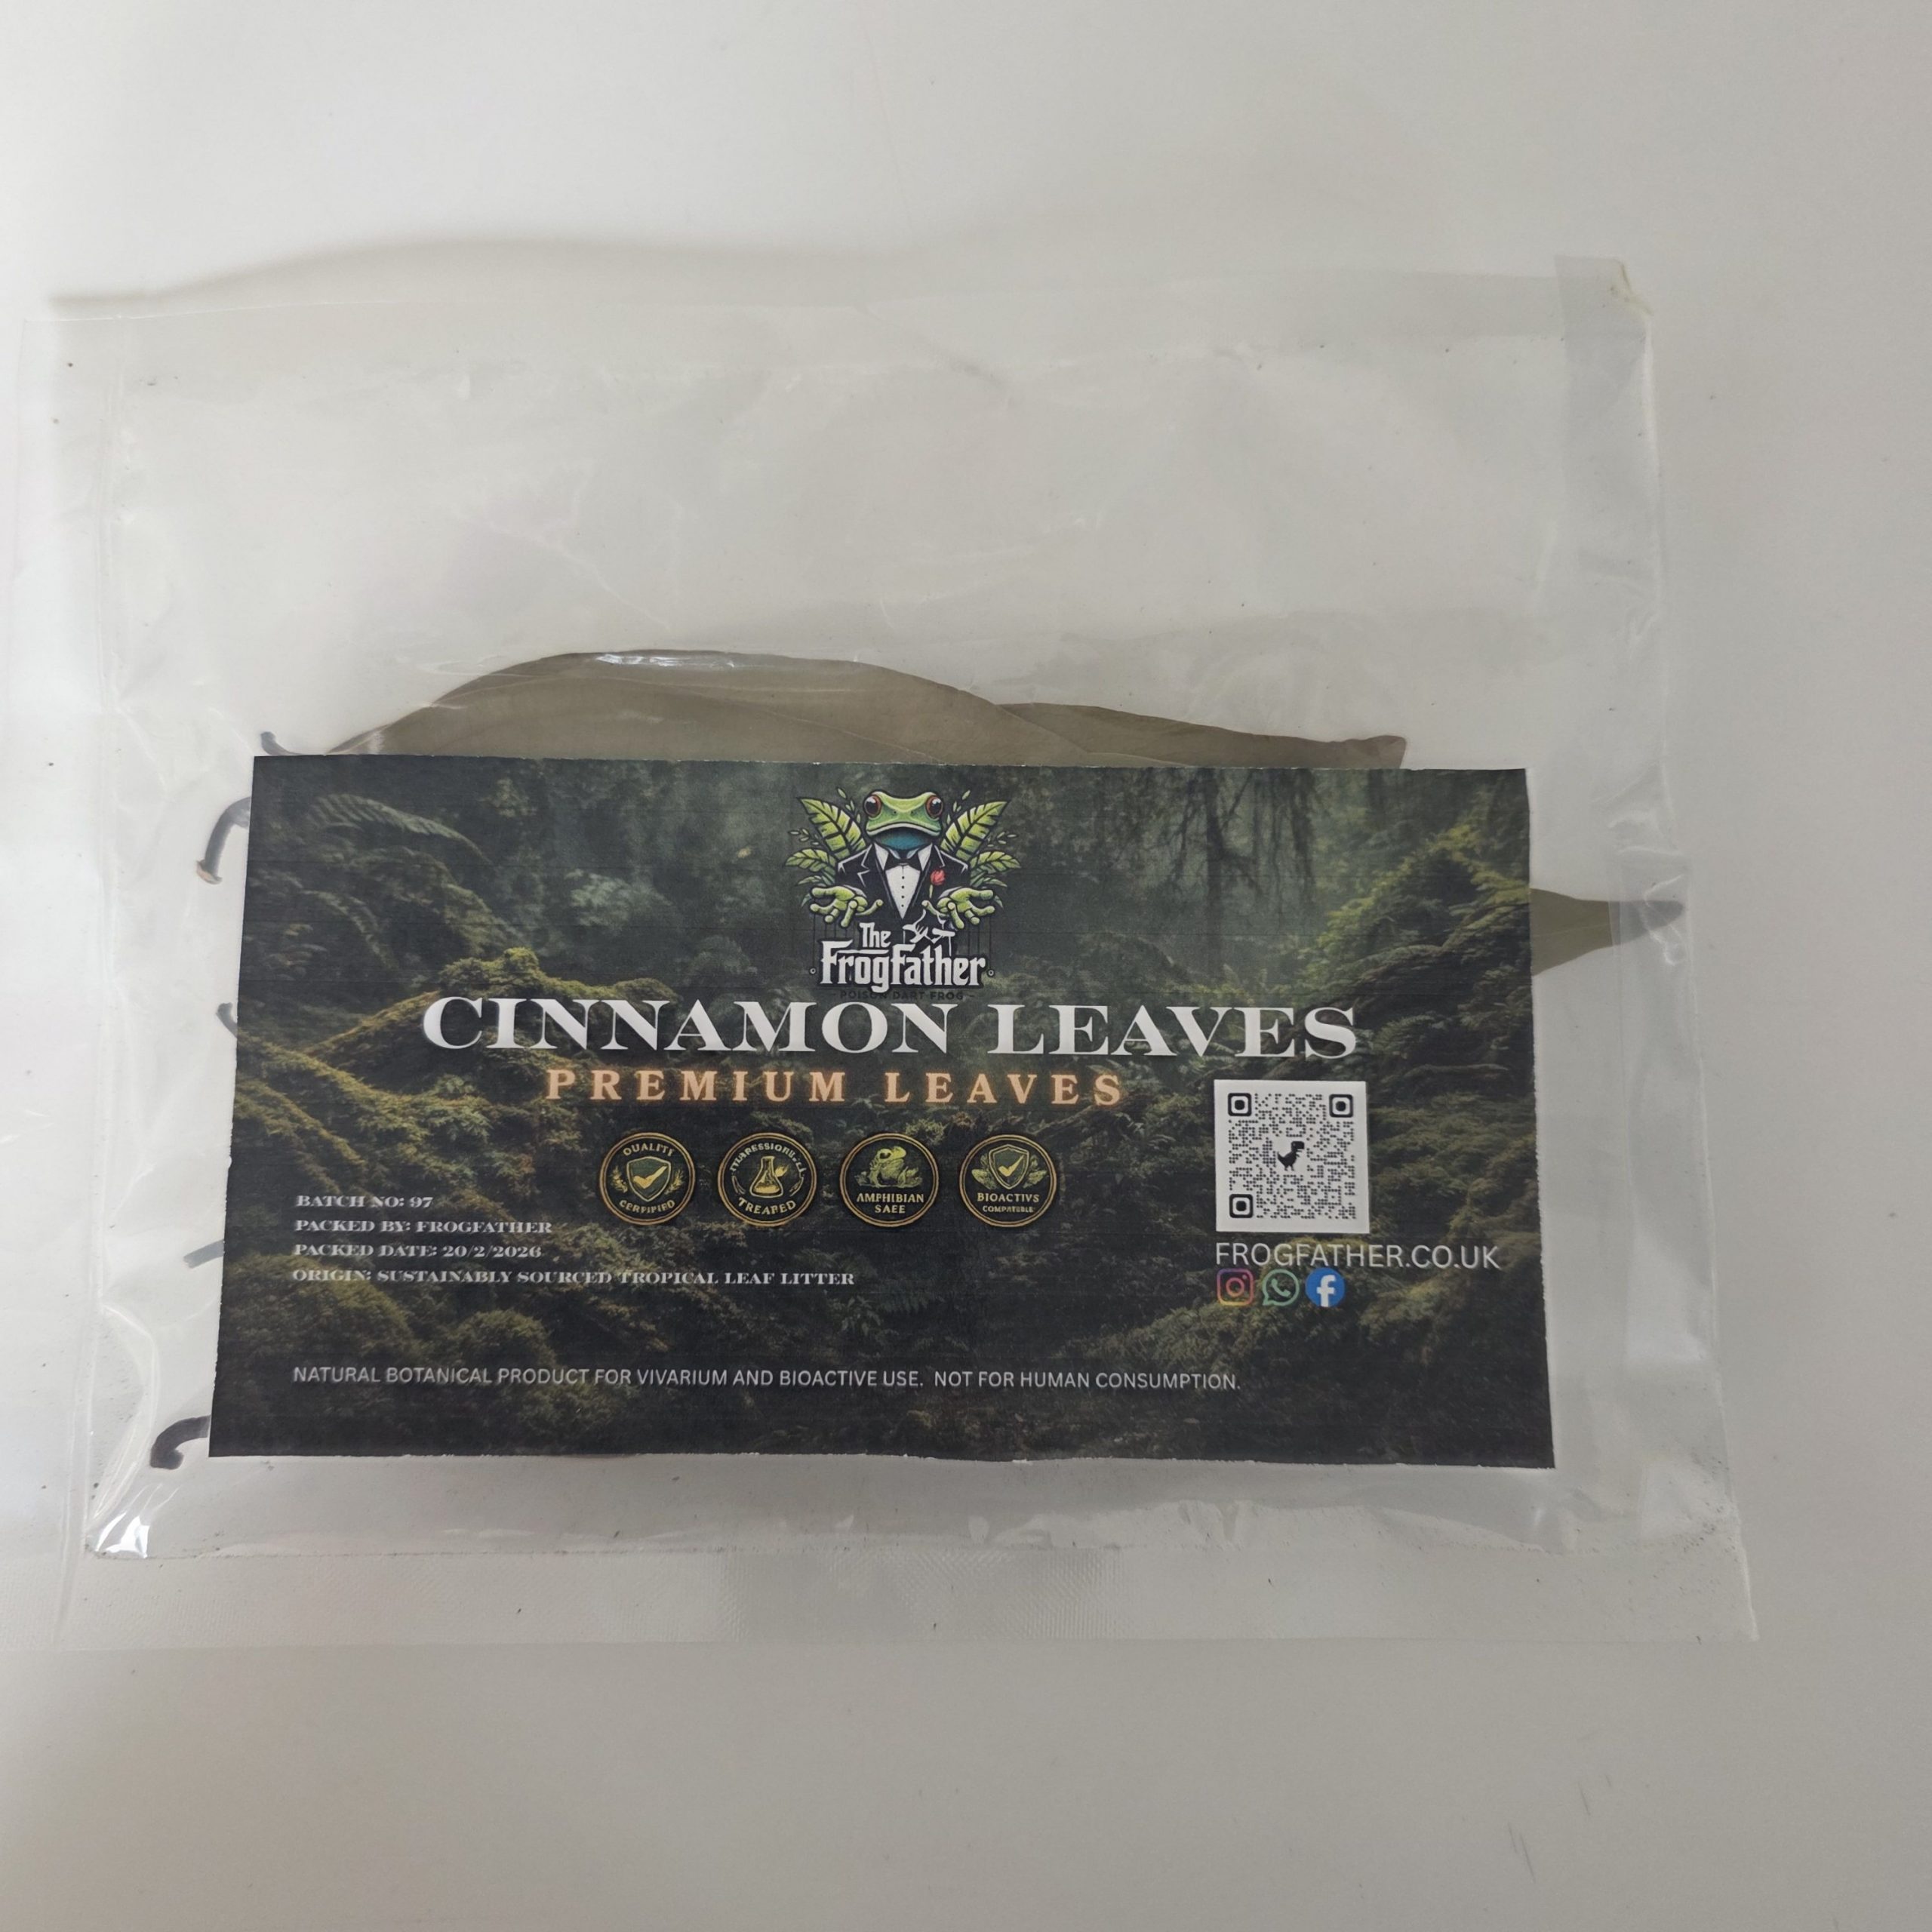 The
FrogFather
POISON DART FROG
CINNAMON LEAVES
PREMIUM LEAVES
QUALITY
CERFIFIED
TREAPED
AMPHIBIAN
SAEE
BIOACTIVS
COMPATIBLE
BATCH NO: 97
PACKED BY: FROGFATHER
PACKED DATE: 20/2/2026
ORIGIN: SUSTAINABLY SOURCED TROPICAL LEAF LITTER
FROGFATHER.CO.UK
NATURAL BOTANICAL PRODUCT FOR VIVARIUM AND BIOACTIVE USE. NOT FOR HUMAN CONSUMPTION.